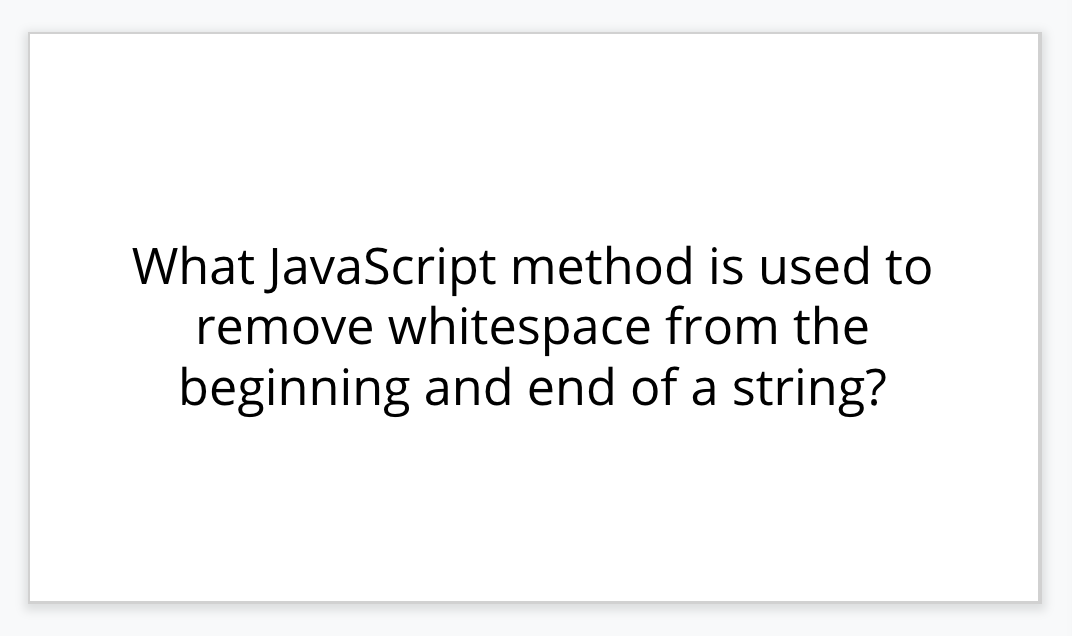 What JavaScript method is used to
remove whitespace from the
beginning and end of a string?